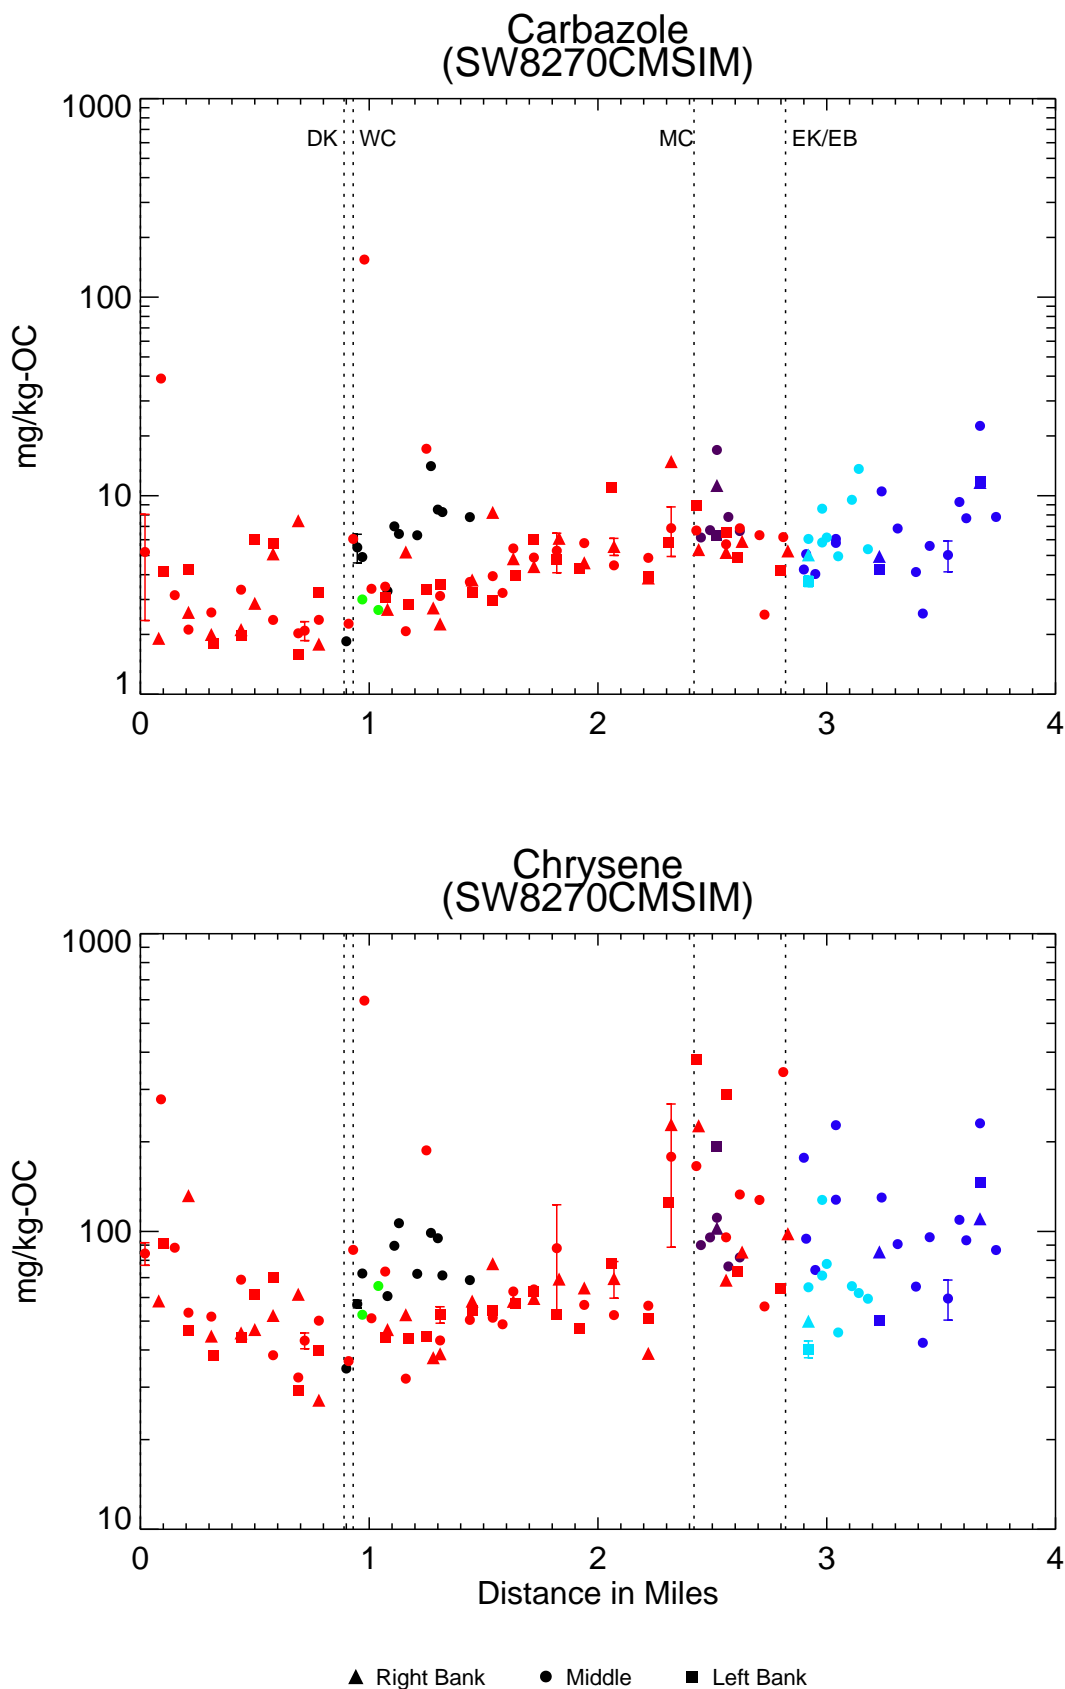 Carbazole
(SW8270CMSIM)
1000
DK WC MC EK/EB
100
mg/kg-OC
10
1
0 1 2 3 4
Chrysene
(SW8270CMSIM)
1000
mg/kg-OC
100
10
0 1 2 3 4
Distance in Miles
Right Bank Middle Left Bank